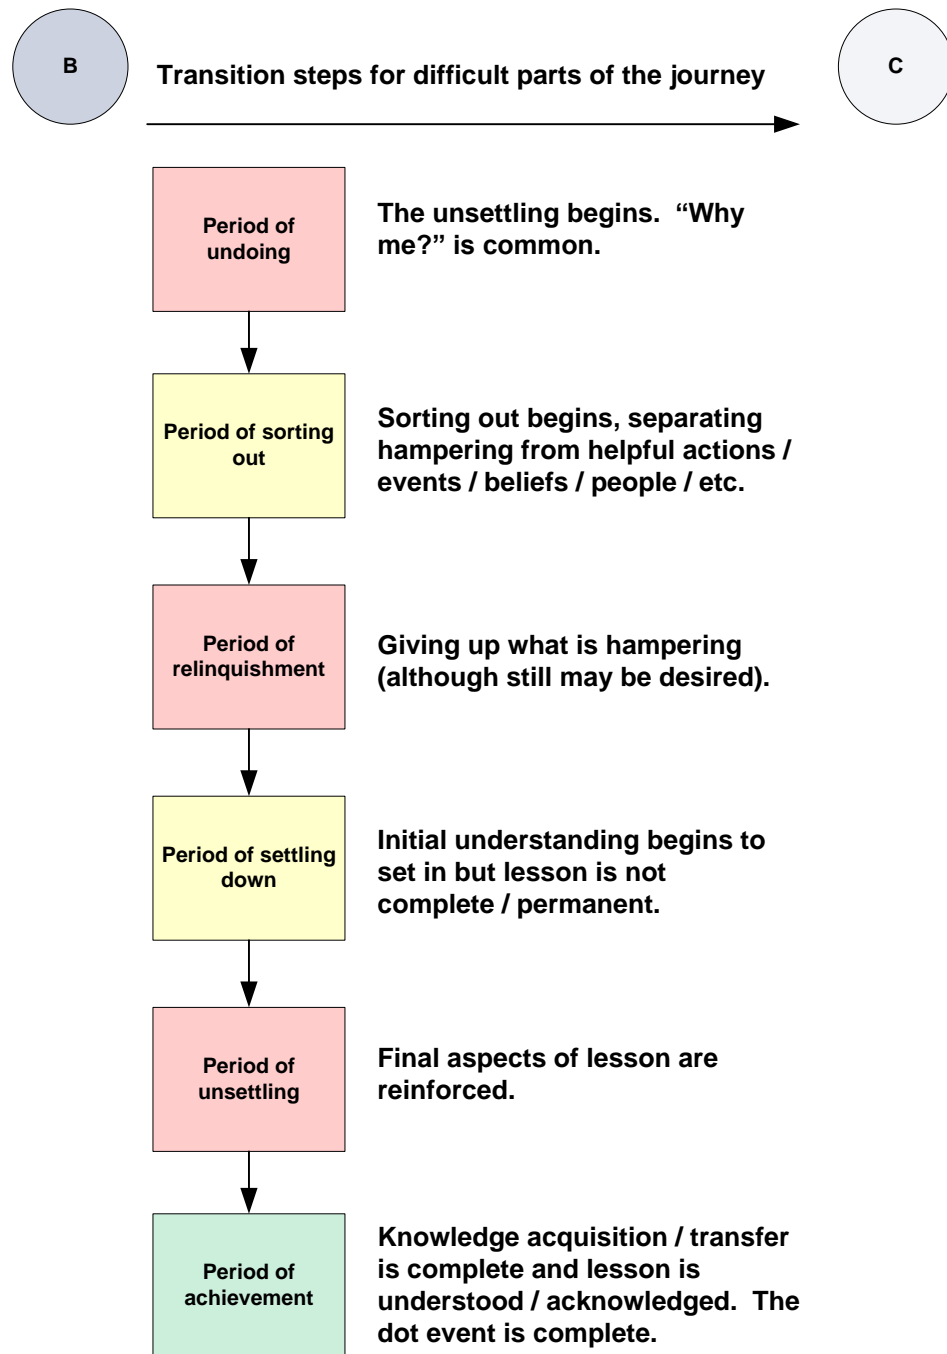 B
Transition steps for difficult parts of the journey
C
Period of
undoing
The unsettling begins.  “Why
me?” is common.
Period of sorting
out
Sorting out begins, separating
hampering from helpful actions /
events / beliefs / people / etc.
Period of
relinquishment
Giving up what is hampering
(although still may be desired).
Period of settling
down
Initial understanding begins to
set in but lesson is not
complete / permanent.
Period of
unsettling
Final aspects of lesson are
reinforced.
Period of
achievement
Knowledge acquisition / transfer
is complete and lesson is
understood / acknowledged.  The
dot event is complete.